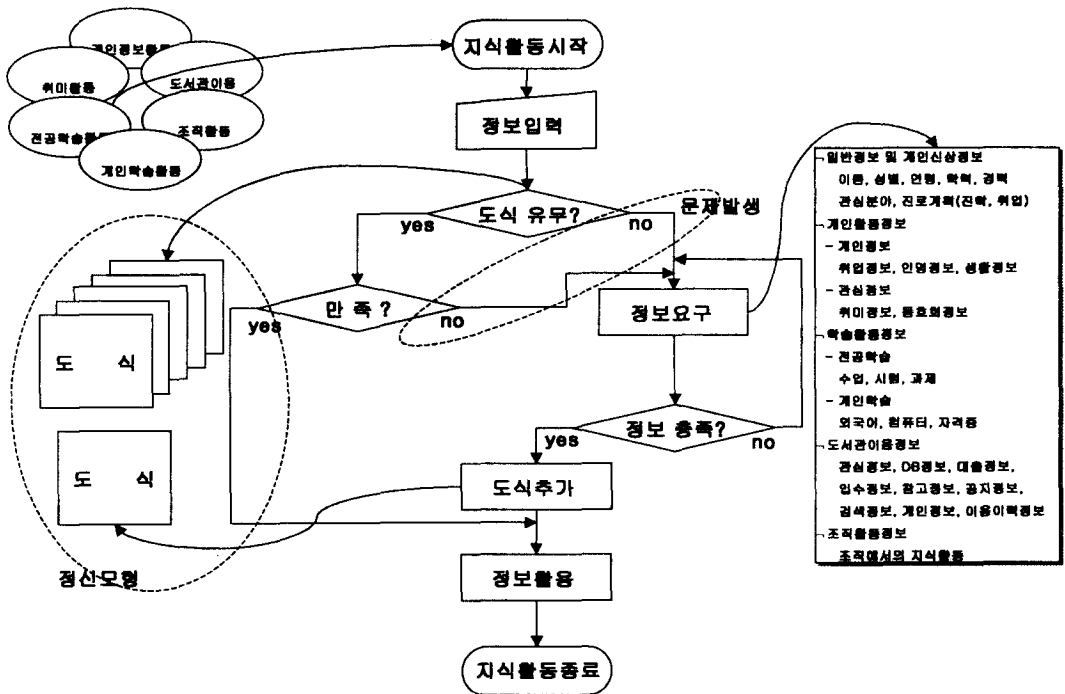 개인정보활동
취미활동
도서관이용
전공학습활동
조직활동
개인학습활동
지식활동시작
정보입력
도식 유무?
yes
no
문제발생
만 족 ?
yes
no
정보요구
정보 충족?
yes
no
도식추가
정보활용
지식활동종료
도 식
도 식
정신모형
일반정보 및 개인신상정보
이름, 성별, 연령, 학력, 경력
관심분야, 진로계획(진학, 취업)
개인활동정보
- 개인정보
취업정보, 인명정보, 생활정보
- 관심정보
취미정보, 동호회정보
학습활동정보
- 전공학습
수업, 시험, 과제
- 개인학습
외국어, 컴퓨터, 자격증
도서관이용정보
관심정보, DB정보, 대출정보,
입수정보, 참고정보, 공지정보,
검색정보, 개인정보, 이용이력정보
조직활동정보
조직에서의 지식활동